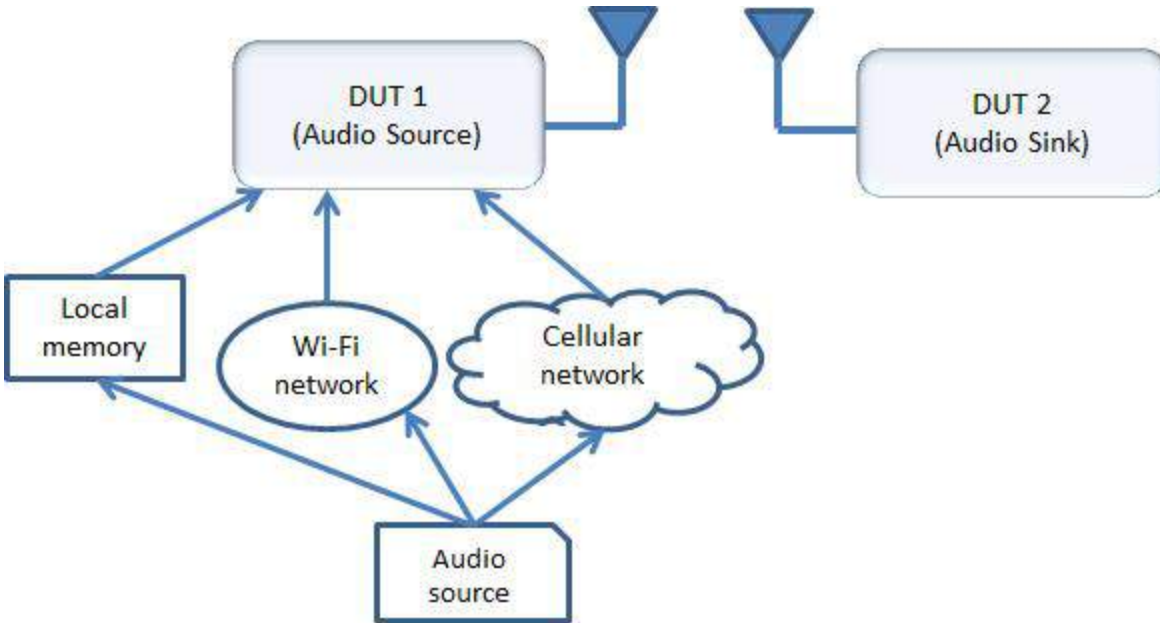 DUT 1
(Audio Source)
DUT 2
(Audio Sink)
Local
memory
Wi-Fi
network
Cellular
network
Audio
source